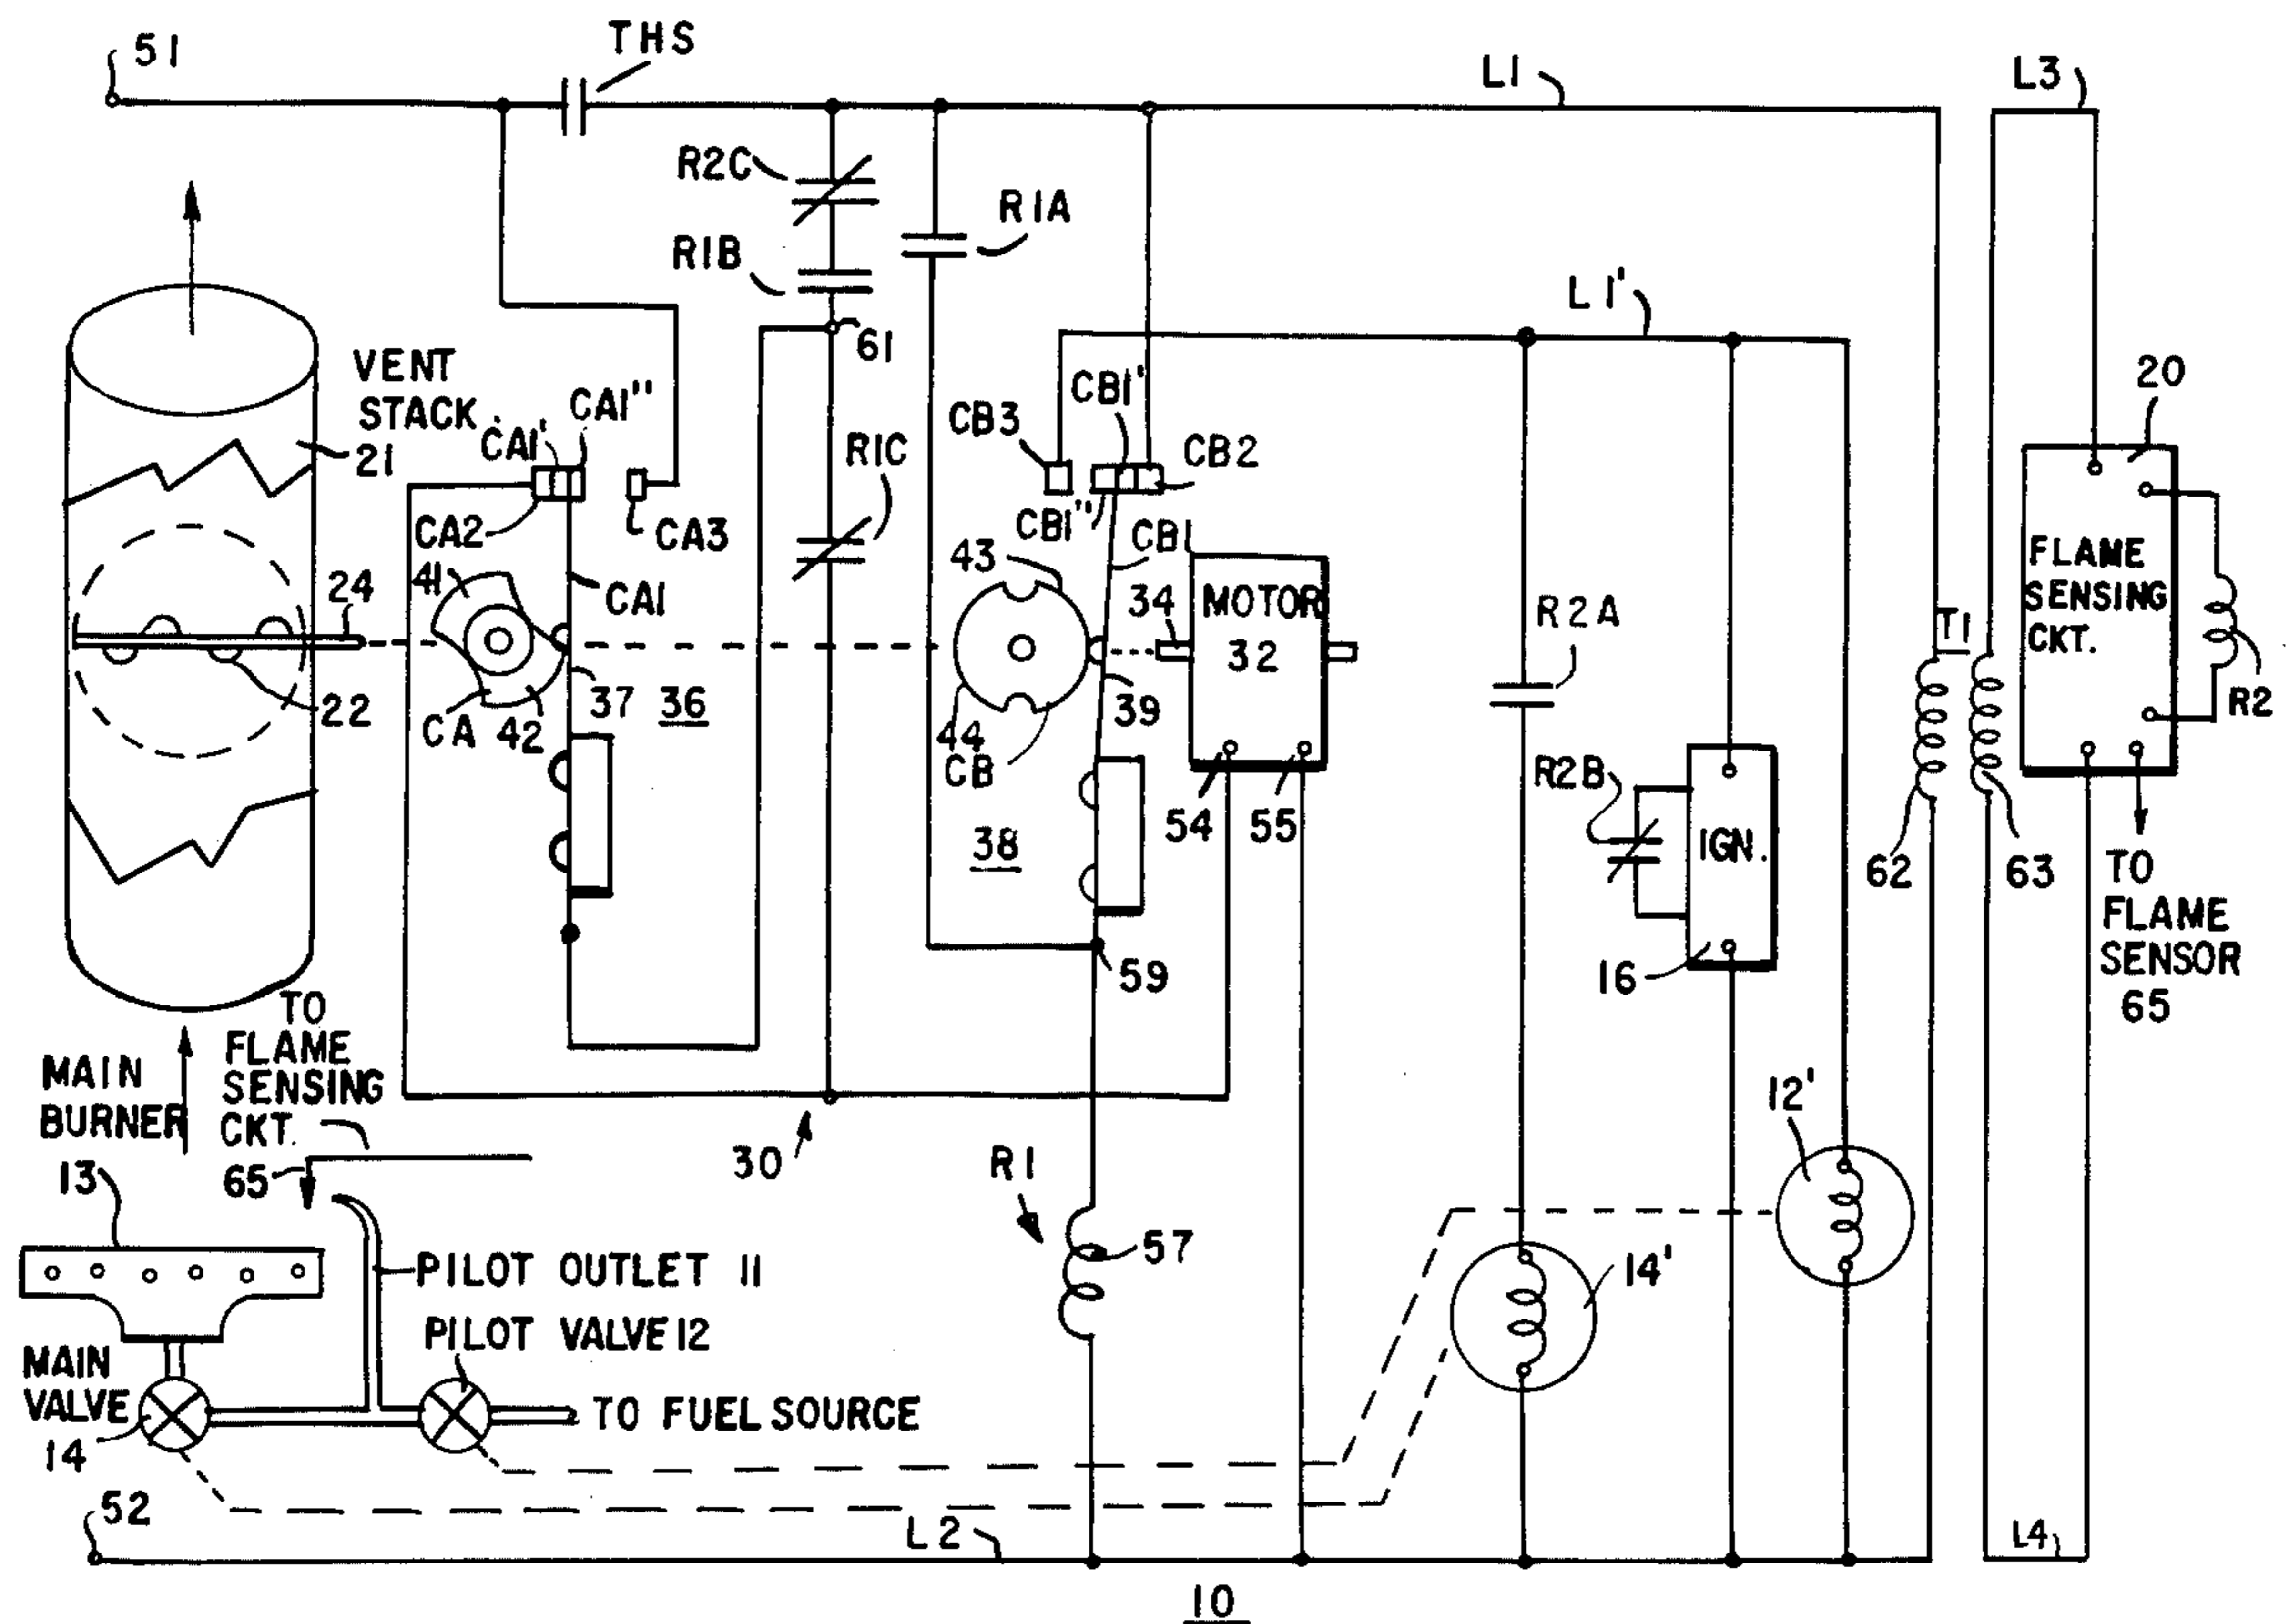 51
THS
L1
L3
R2C
R1A
R1B
L1'
61
VENT
STACK
21
CA1'
CA1"
CB3
CB1'
CB2
20
R1C
CA2
CA3
CB1"
CB1
43
FLAME
SENSING
CKT.
41
24
CA1
34
MOTOR
32
R2A
T1
22
CA
42
37
36
44
CB
39
R2
54
55
R2B
38
IGN.
62
63
TO
FLAME
SENSOR
65
59
16
TO
FLAME
SENSING
CKT.
MAIN
BURNER
13
65
30
R1
12'
57
14'
PILOT OUTLET 11
PILOT VALVE 12
MAIN
VALVE
14
TO FUEL SOURCE
52
L2
L4
10